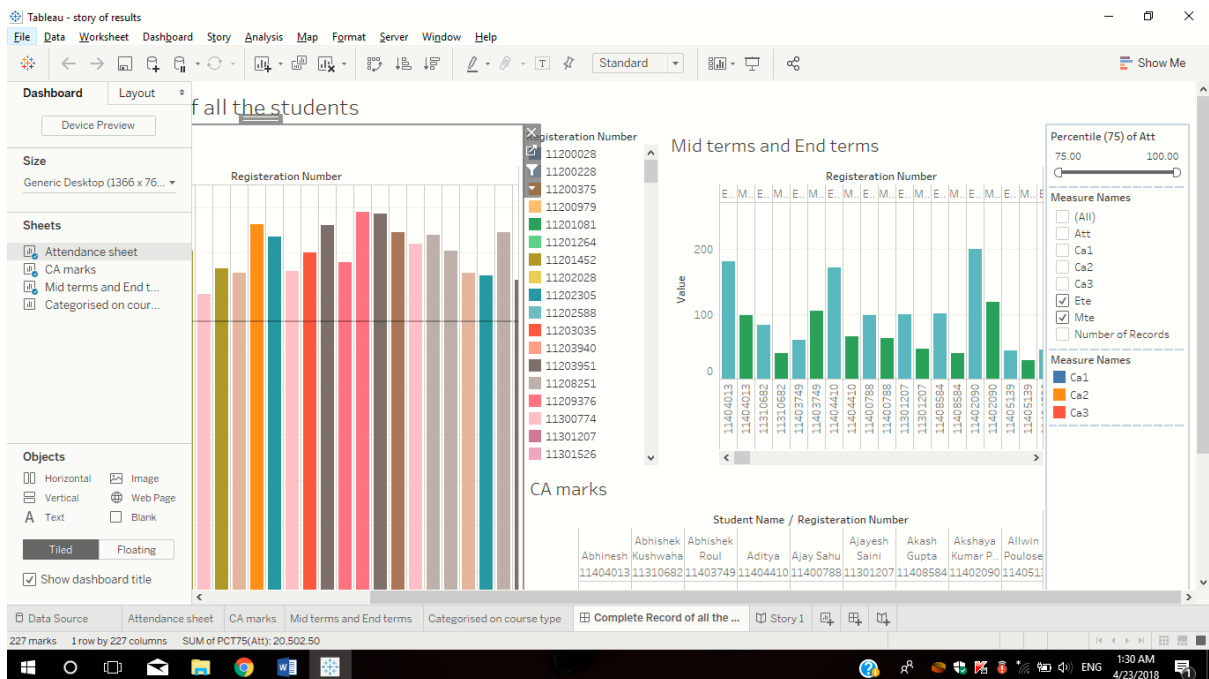 Tableau - story of results
File Data Worksheet Dashboard Story Analysis Map Format Server Window Help
Standard
Show Me
Dashboard Layout
Device Preview
Size
Generic Desktop (1366 x 76...
Sheets
Attendance sheet
CA marks
Mid terms and End t...
Categorised on cour...
Objects
Horizontal Image
Vertical Web Page
A Text Blank
Tiled Floating
Show dashboard title
f all the students
Registeration Number
egisteration Number
11200028
11200228
11200375
11200979
11201081
11201264
11201452
11202028
11202305
11202588
11203035
11203940
11203951
11208251
11209376
11300774
11301207
11301526
Mid terms and End terms
Registeration Number
E.. M.. E.. M.. E.. M.. E.. M.. E.. M.. E.. M.. E.. M.. E.. M.. E.. M.. E
Value
200
100
0
11404013 11404013 11310682 11310682 11403749 11403749 11404410 11404410 11400788 11400788 11301207 11301207 11408584 11408584 11402090 11402090 11405139 11405139
CA marks
Student Name / Registeration Number
Abhishek Abhishek Ajayesh Akash Akshaya Allwin
Abhinesh Kushwaha Roul Aditya Ajay Sahu Saini Gupta Kumar P.. Poulose
11404013 11310682 11403749 11404410 11400788 11301207 11408584 11402090 1140513
Percentile (75) of Att
75.00 100.00
Measure Names
(All)
Att
Ca1
Ca2
Ca3
Ete
Mte
Number of Records
Measure Names
Ca1
Ca2
Ca3
Data Source Attendance sheet CA marks Mid terms and End terms Categorised on course type Complete Record of all the ... Story 1
227 marks 1 row by 227 columns SUM of PCT75(Att): 20.502.50
ENG
1:30 AM
4/23/2018